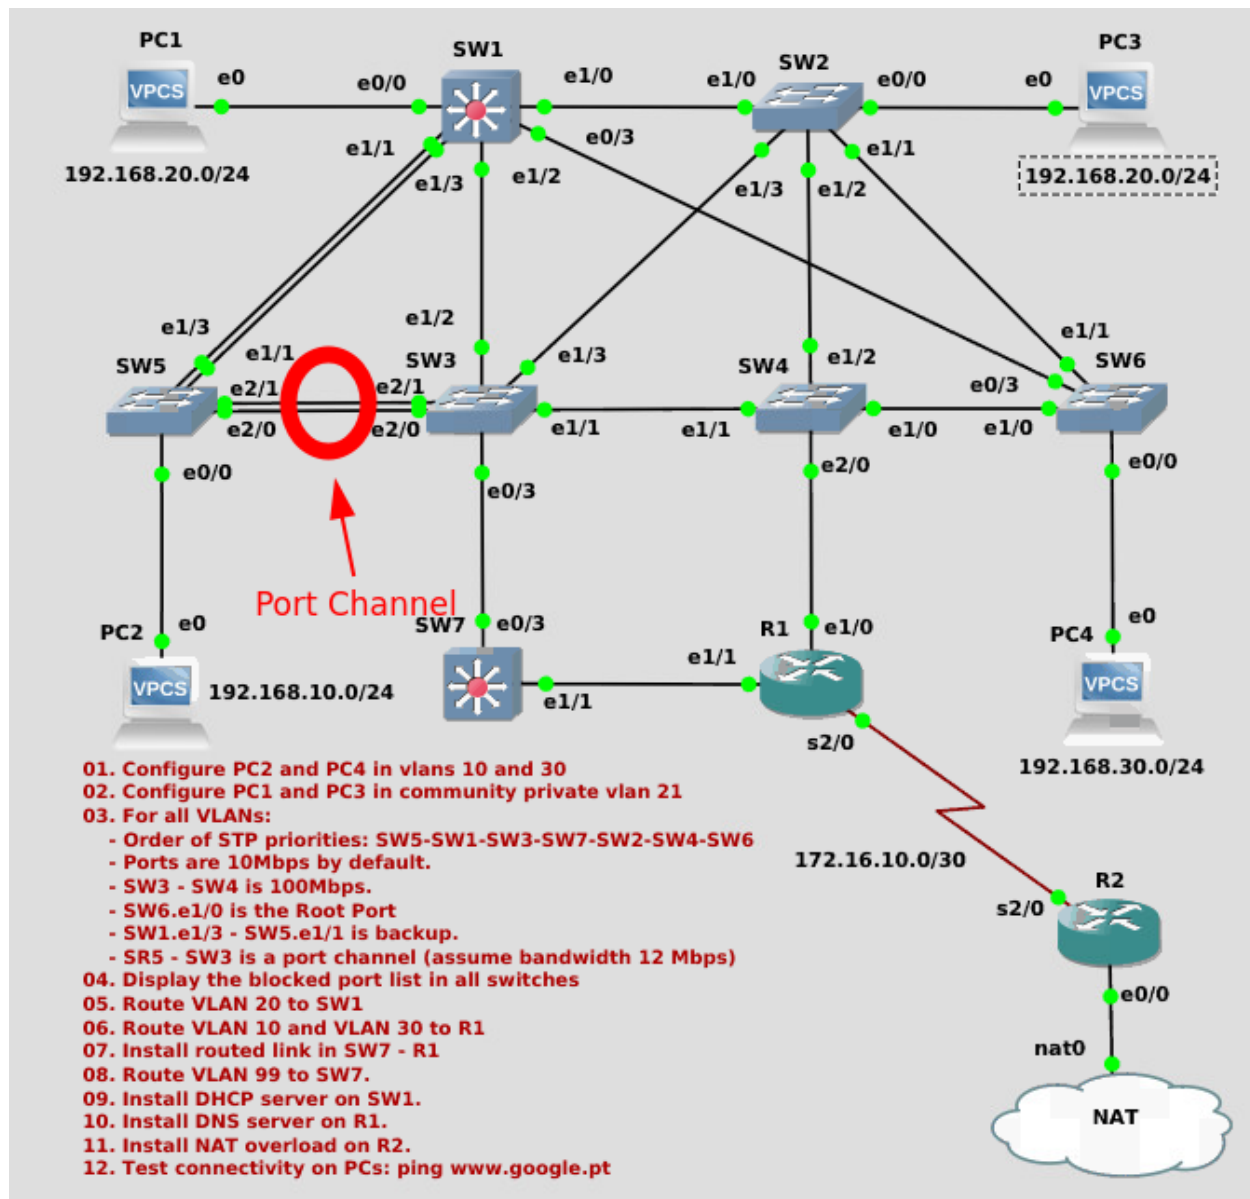 PC1
SW1
SW2
PC3
e0
e0/0
e1/0
e1/0
e0/0
e0
VPCS
VPCS
e1/1
e0/3
e1/1
192.168.20.0/24
e1/3
e1/2
e1/3
e1/2
192.168.20.0/24
e1/3
e1/2
e1/1
SW5
e1/1
SW3
e1/3
SW4
e1/2
e0/3
SW6
e2/1
e2/1
e2/0
e2/0
e1/1
e1/1
e1/0
e1/0
e0/0
e0/3
e2/0
e0/0
Port Channel
PC2
e0
SW7
e0/3
R1
e1/0
e0
PC4
VPCS
192.168.10.0/24
e1/1
e1/1
VPCS
s2/0
192.168.30.0/24
01. Configure PC2 and PC4 in vlans 10 and 30
02. Configure PC1 and PC3 in community private vlan 21
03. For all VLANs:
- Order of STP priorities: SW5-SW1-SW3-SW7-SW2-SW4-SW6
- Ports are 10Mbps by default.
- SW3 - SW4 is 100Mbps.
- SW6.e1/0 is the Root Port
- SW1.e1/3 - SW5.e1/1 is backup.
- SR5 - SW3 is a port channel (assume bandwidth 12 Mbps)
04. Display the blocked port list in all switches
05. Route VLAN 20 to SW1
06. Route VLAN 10 and VLAN 30 to R1
07. Install routed link in SW7 - R1
08. Route VLAN 99 to SW7.
09. Install DHCP server on SW1.
10. Install DNS server on R1.
11. Install NAT overload on R2.
12. Test connectivity on PCs: ping www.google.pt
172.16.10.0/30
R2
s2/0
e0/0
nat0
NAT